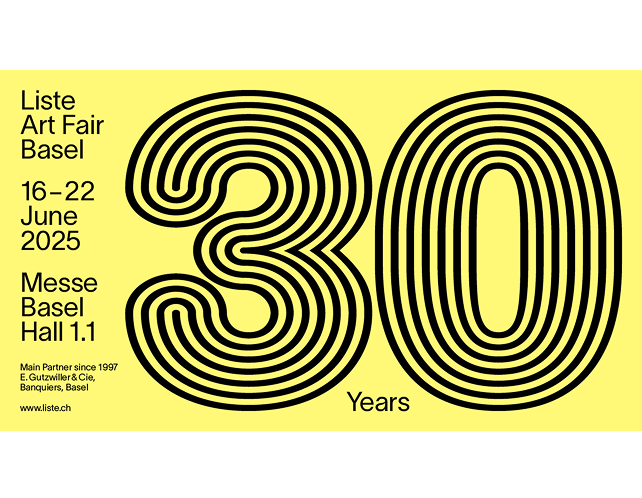 Liste
Art Fair
Basel
16–22
June
2025
Messe
Basel
Hall 1.1
Main Partner since 1997
E. Gutzwiller & Cie,
Banquiers, Basel
www.liste.ch
30
Years